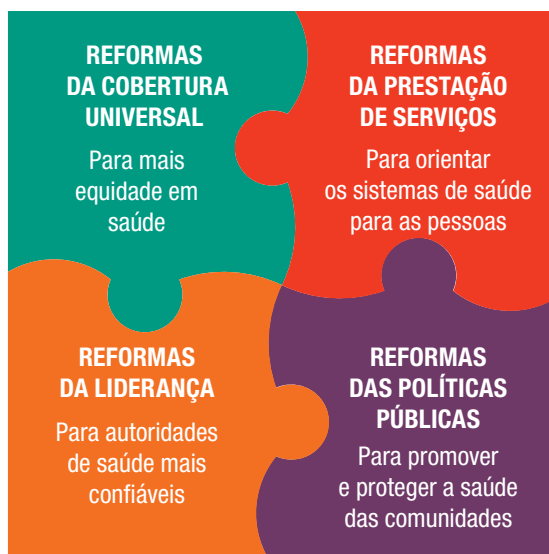 REFORMAS
DA COBERTURA
UNIVERSAL
Para mais
equidade em
saúde
REFORMAS
DA PRESTAÇÃO
DE SERVIÇOS
Para orientar
os sistemas de saúde
para as pessoas
REFORMAS
DA LIDERANÇA
Para autoridades
de saúde mais
confiáveis
REFORMAS
DAS POLÍTICAS
PÚBLICAS
Para promover
e proteger a saúde
das comunidades